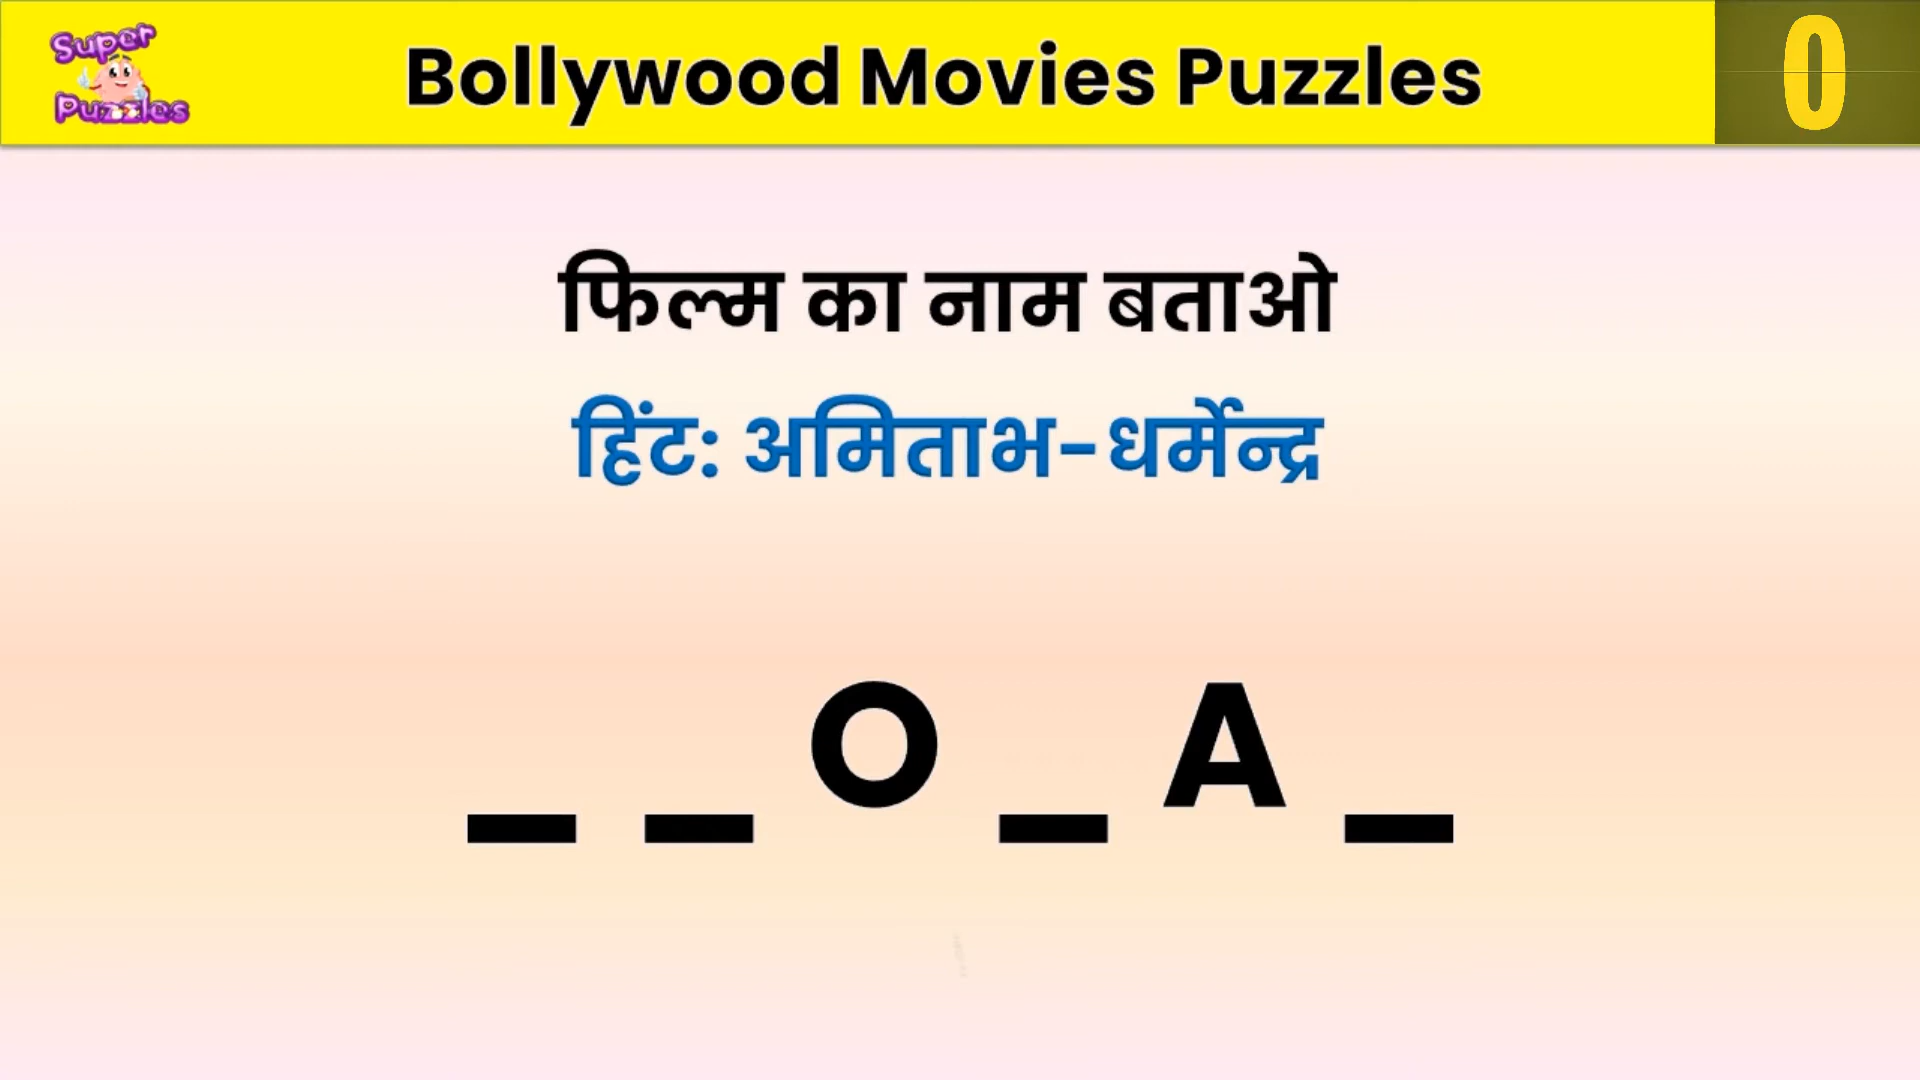 Super
Puzzles
Bollywood Movies Puzzles
0
फिल्म का नाम बताओ
हिंट: अमिताभ-धर्मेन्द्र
_ _ O _ A _